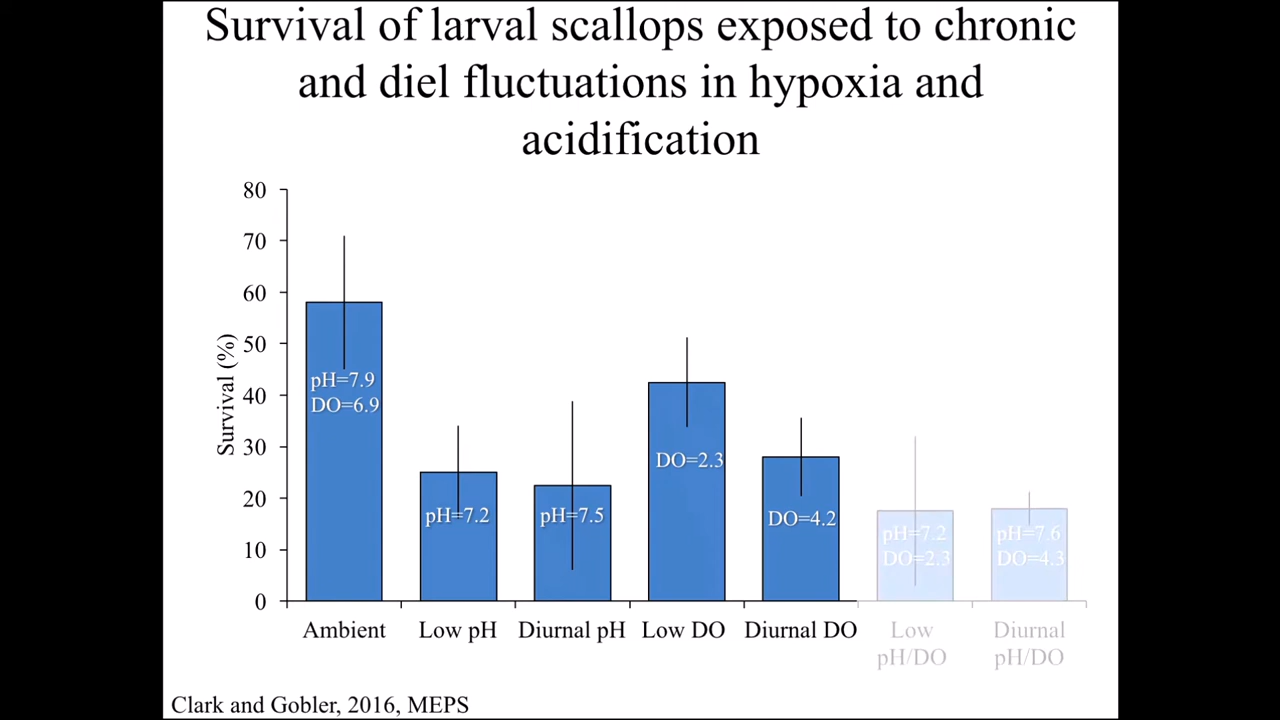 Survival of larval scallops exposed to chronic
and diel fluctuations in hypoxia and
acidification
80
70
60
50
40
30
20
10
0
Survival (%)
pH=7.9
DO=6.9
pH=7.2
pH=7.5
DO=2.3
DO=4.2
pH=7.2
DO=2.3
pH=7.6
DO=4.3
Ambient
Low pH
Diurnal pH
Low DO
Diurnal DO
Low
pH/DO
Diurnal
pH/DO
Clark and Gobler, 2016, MEPS